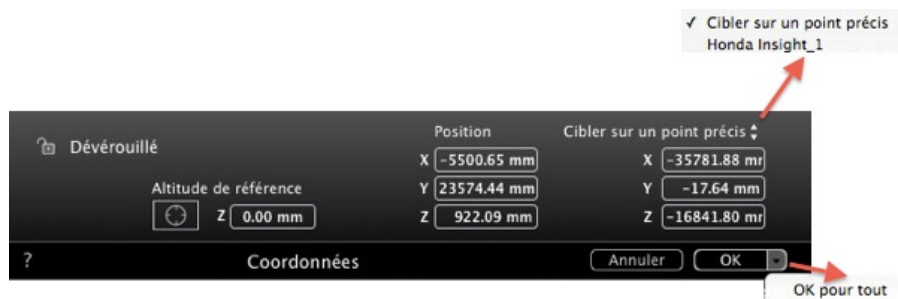 ✓ Cibler sur un point précis
Honda Insight_1
Position
Cibler sur un point précis
Dévérouillé
X -5500.65 mm
X -35781.88 mr
Altitude de référence
Y 23574.44 mm
Y -17.64 mm
Z 0.00 mm
Z 922.09 mm
Z -16841.80 mr
? Coordonnées
Annuler
OK
OK pour tout